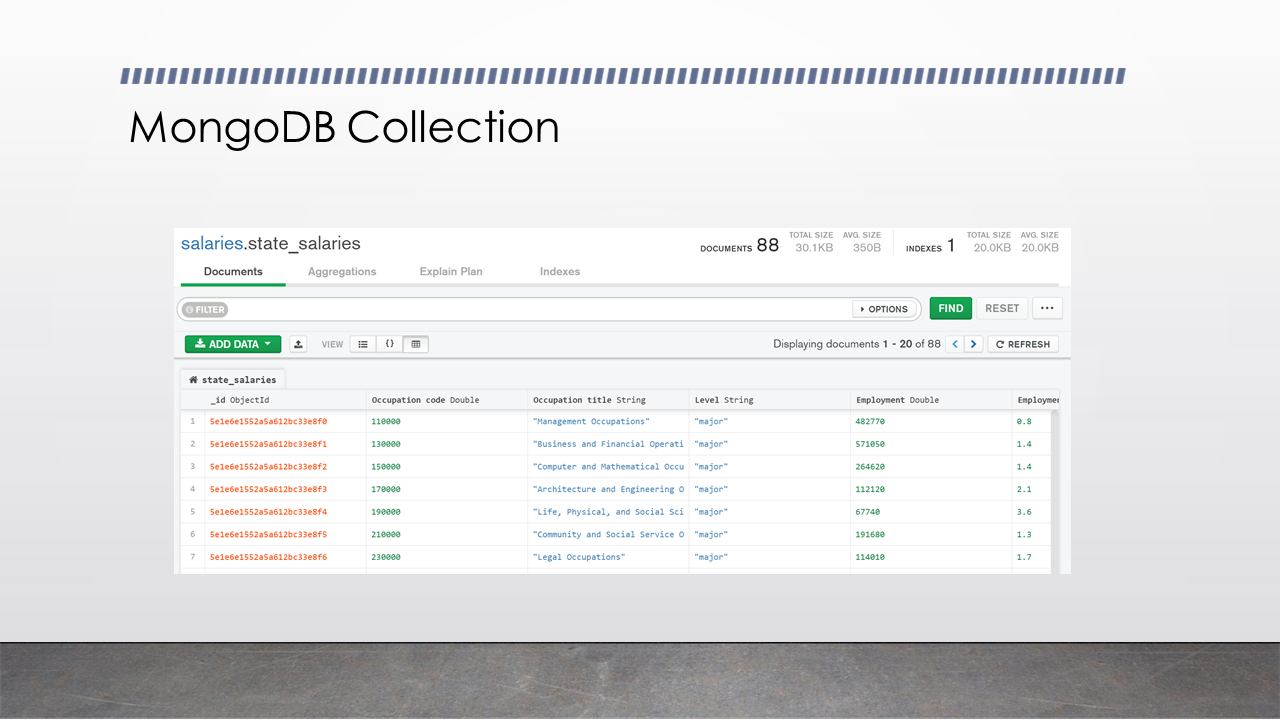 MongoDB Collection
salaries.state_salaries
DOCUMENTS 88 TOTAL SIZE 30.1KB AVG. SIZE 350B INDEXES 1 TOTAL SIZE 20.0KB AVG. SIZE 20.0KB
Documents Aggregations Explain Plan Indexes
FILTER OPTIONS FIND RESET ...
ADD DATA VIEW {} Displaying documents 1 - 20 of 88 < > REFRESH
state_salaries
_id ObjectId Occupation code Double Occupation title String Level String Employment Double Employmen
1 5e1e6e1552a5a612bc33e8f0 110000 "Management Occupations" "major" 482770 0.8
2 5e1e6e1552a5a612bc33e8f1 130000 "Business and Financial Operati "major" 571050 1.4
3 5e1e6e1552a5a612bc33e8f2 150000 "Computer and Mathematical Occu "major" 264620 1.4
4 5e1e6e1552a5a612bc33e8f3 170000 "Architecture and Engineering O "major" 112120 2.1
5 5e1e6e1552a5a612bc33e8f4 190000 "Life, Physical, and Social Sci "major" 67740 3.6
6 5e1e6e1552a5a612bc33e8f5 210000 "Community and Social Service O "major" 191680 1.3
7 5e1e6e1552a5a612bc33e8f6 230000 "Legal Occupations" "major" 114010 1.7